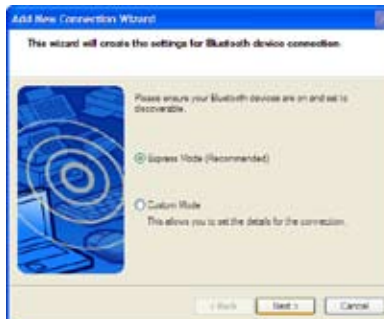 Add New Connection Wizard
This wizard will create the settings for Bluetooth device connection.
Please ensure your Bluetooth devices are on and set to
discoverable.
Express Mode (Recommended)
Custom Mode
This allows you to set the details for the connection.
< Back
Next >
Cancel